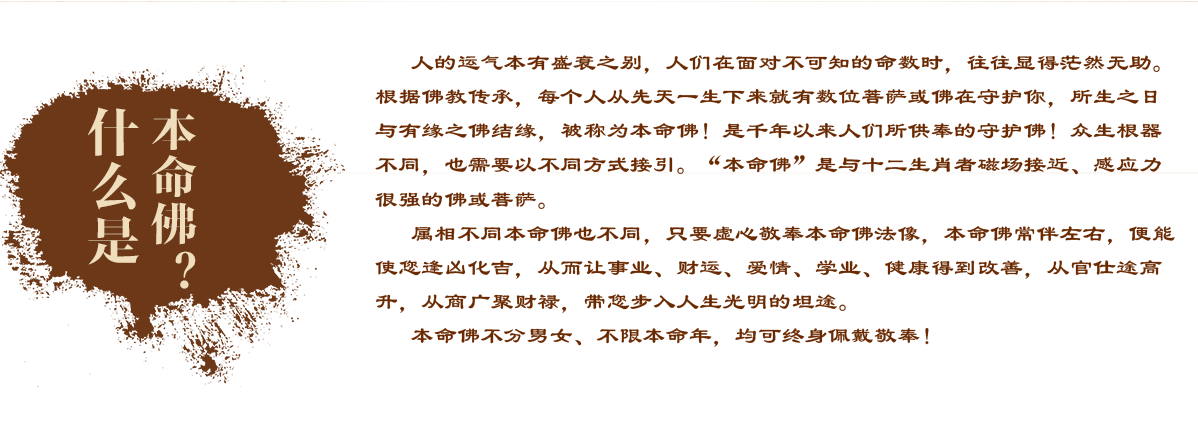 什么是
本命佛？
人的运气本有盛衰之别，人们在面对不可知的命数时，往往显得茫然无助。
根据佛教传承，每个人从先天一生下来就有数位菩萨或佛在守护你，所生之日
与有缘之佛结缘，被称为本命佛！是千年以来人们所供奉的守护佛！众生根器
不同，也需要以不同方式接引。“本命佛”是与十二生肖者磁场接近、感应力
很强的佛或菩萨。
属相不同本命佛也不同，只要虚心敬奉本命佛法像，本命佛常伴左右，便能
使您逢凶化吉，从而让事业、财运、爱情、学业、健康得到改善，从官仕途高
升，从商广聚财禄，带您步入人生光明的坦途。
本命佛不分男女、不限本命年，均可终身佩戴敬奉！